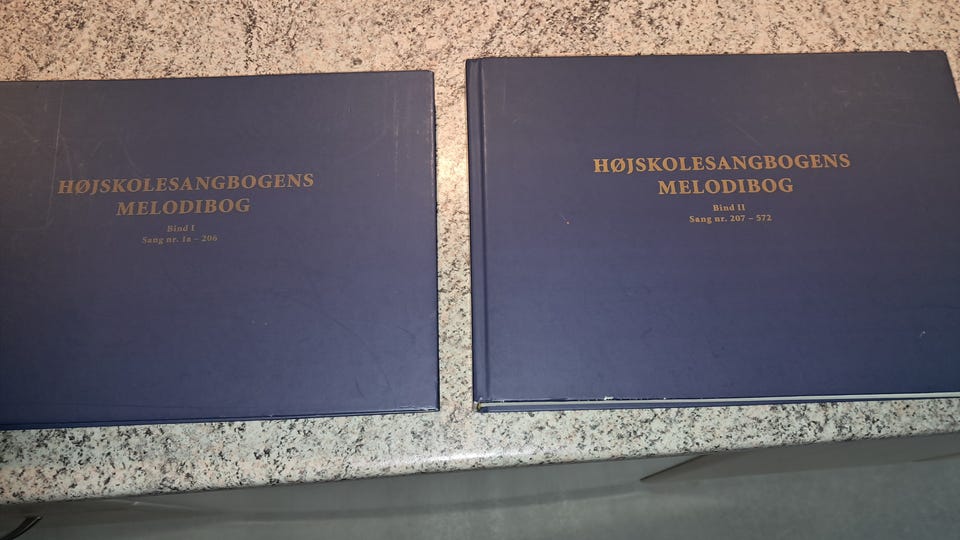 HØJSKOLESANGBOGENS
MELODIBOG
Bind I
Sang nr. 1a – 206
HØJSKOLESANGBOGENS
MELODIBOG
Bind II
Sang nr. 207 – 572